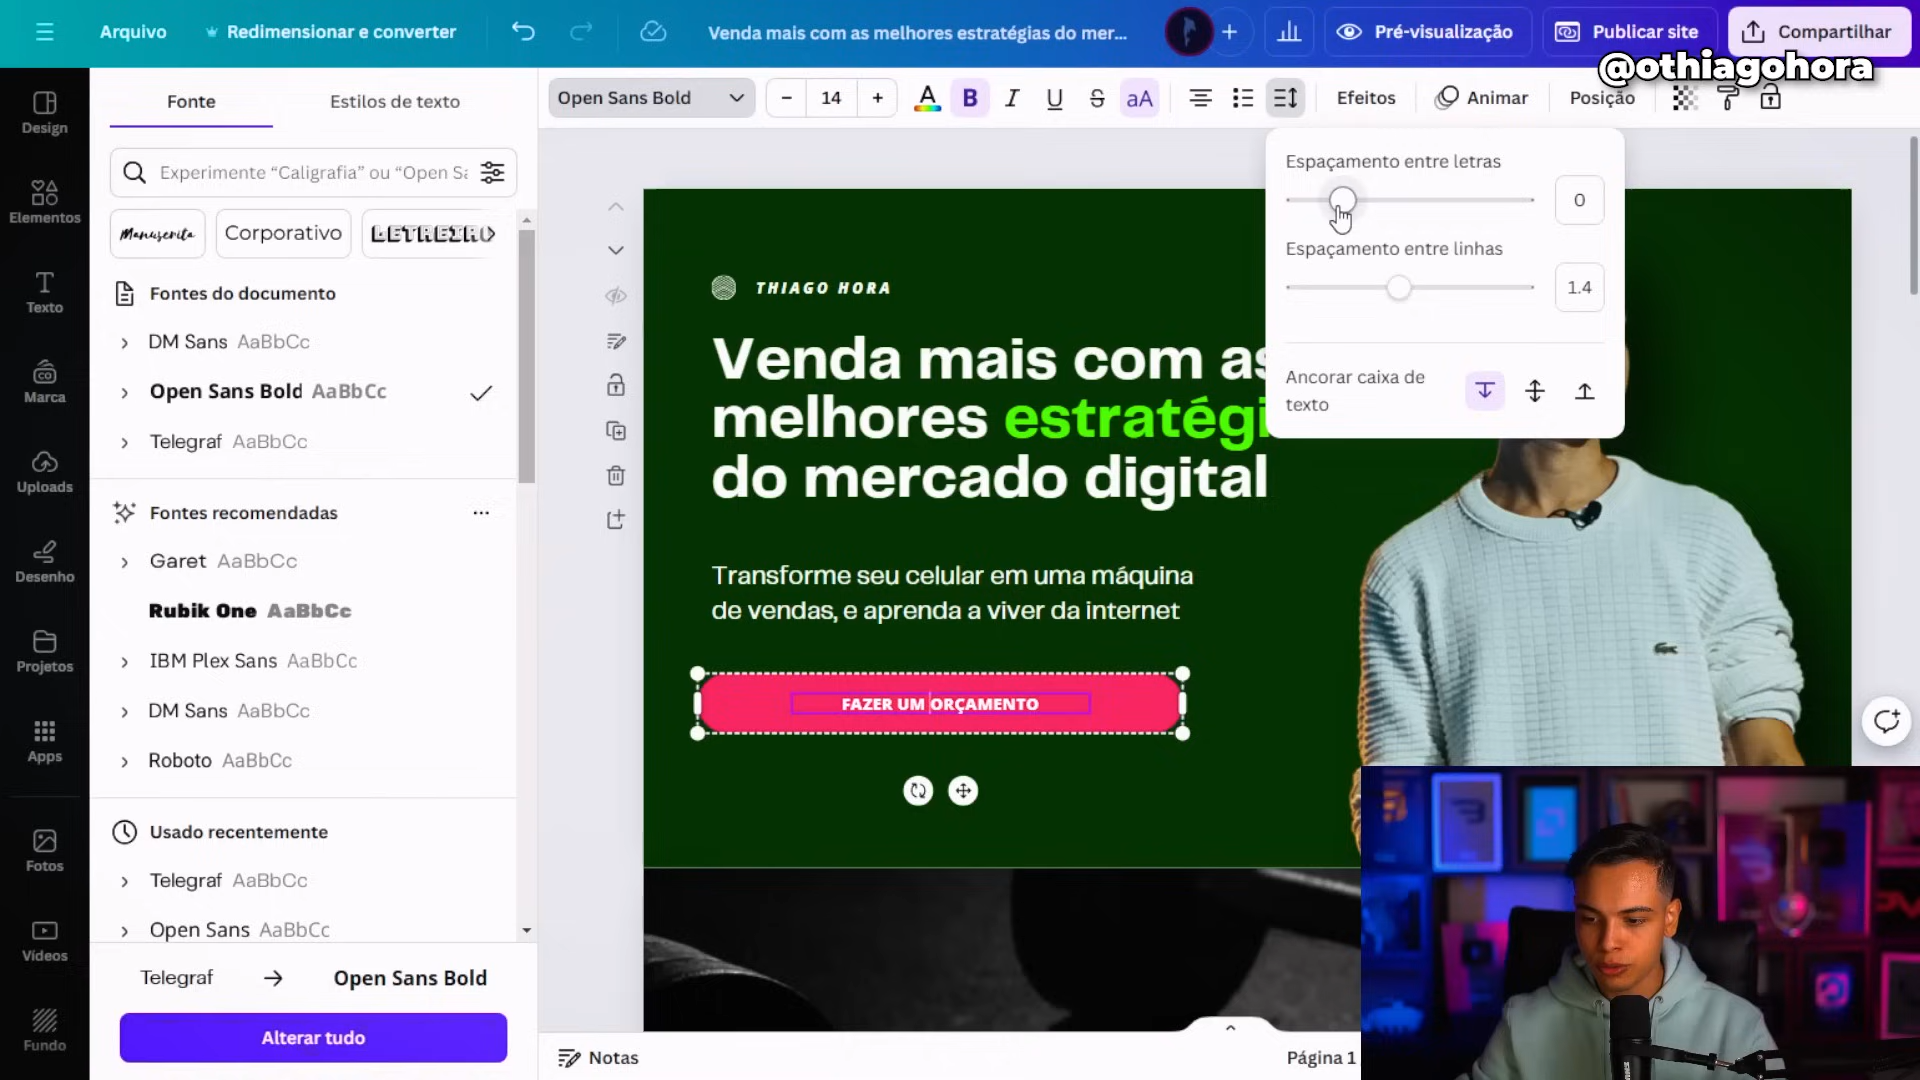 Arquivo
Redimensionar e converter
Venda mais com as melhores estratégias do mer...
Pré-visualização
Publicar site
Compartilhar
@othiagohora
Design
Elementos
Texto
Marca
Uploads
Desenho
Projetos
Apps
Fotos
Vídeos
Fundo
Fonte
Estilos de texto
Experimente “Caligrafia” ou “Open Sa
Manuscrita
Corporativo
LETREIRO
Fontes do documento
DM Sans AaBbCc
Open Sans Bold AaBbCc
Telegraf AaBbCc
Fontes recomendadas
Garet AaBbCc
Rubik One AaBbCc
IBM Plex Sans AaBbCc
DM Sans AaBbCc
Roboto AaBbCc
Usado recentemente
Telegraf AaBbCc
Open Sans AaBbCc
Telegraf → Open Sans Bold
Alterar tudo
Open Sans Bold
– 14 +
A B I U S aA
Efeitos
Animar
Posição
Espaçamento entre letras
0
Espaçamento entre linhas
1.4
Ancorar caixa de
texto
THIAGO HORA
Venda mais com as
melhores estratégi
do mercado digital
Transforme seu celular em uma máquina
de vendas, e aprenda a viver da internet
FAZER UM ORÇAMENTO
Notas
Página 1